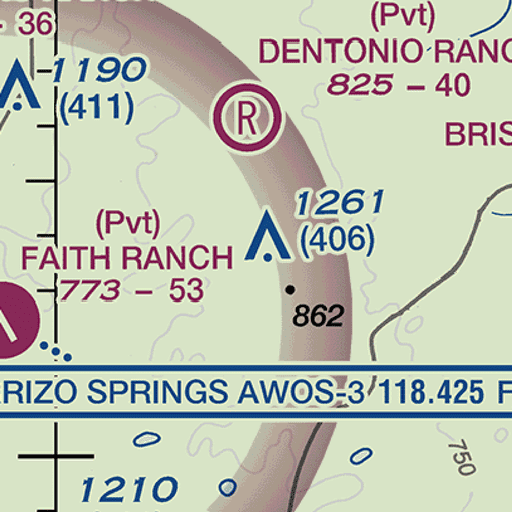 - 36
(Pvt)
DENTONIO RANC
825 - 40
1190
(411)
R
BRIS
1261
(406)
(Pvt)
FAITH RANCH
773 - 53
862
RRIZO SPRINGS AWOS-3 118.425 F
750
1210